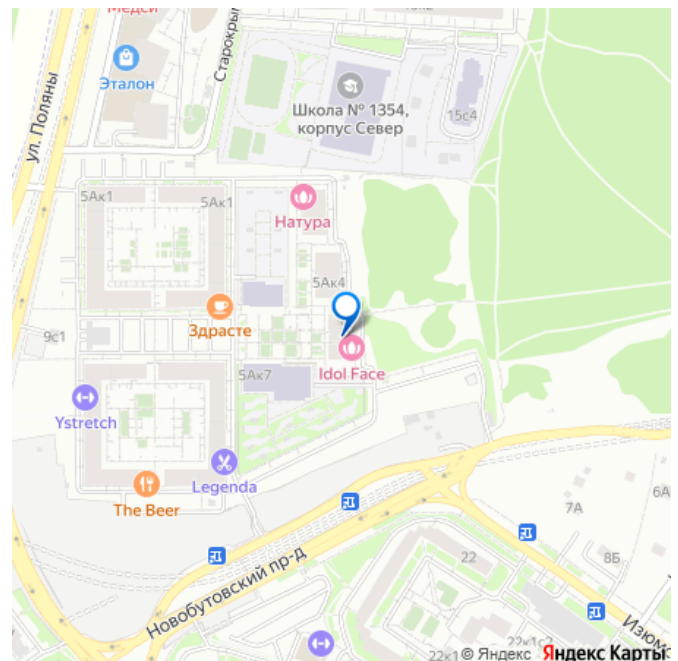 Медси
Эталон
Старокры
ул. Поляны
Школа № 1354,
корпус Север
15с4
5Ак1
5Ак1
Натура
5Ак4
Здрасте
9с1
Idol Face
5Ак7
Ystretch
Legenda
The Beer
Новобутовский пр-д
7А
6А
8Б
22
Изюмс
22к1
22к1с2
© Яндекс Яндекс Карты